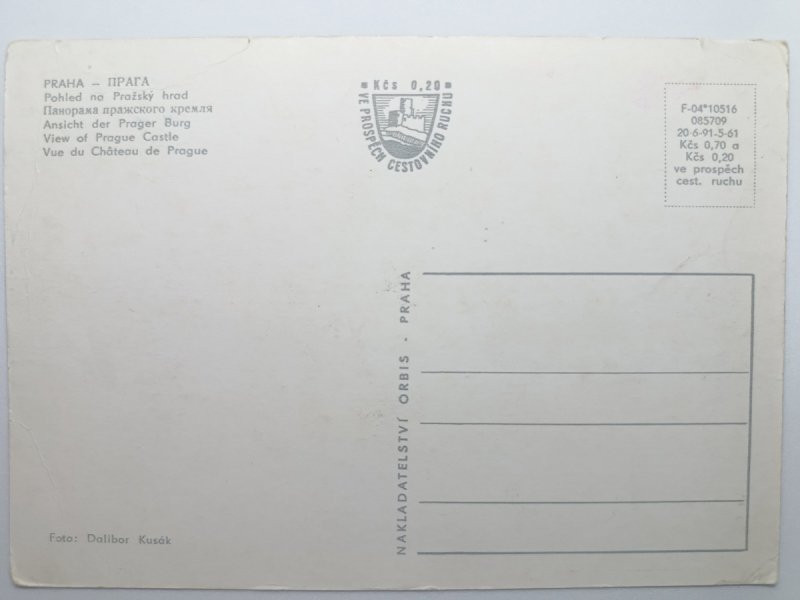 PRAHA – ПРАГА
Pohled na Pražský hrad
Панорама пражского кремля
Ansicht der Prager Burg
View of Prague Castle
Vue du Château de Prague
Kčs 0,20
VE PROSPĚCH CESTOVNÍHO RUCHU
F-04*10516
085709
20 6-91-5-61
Kčs 0,70 a
Kčs 0,20
ve prospěch
cest. ruchu
NAKLADATELSTVÍ ORBIS - PRAHA
Foto: Dalibor Kusák